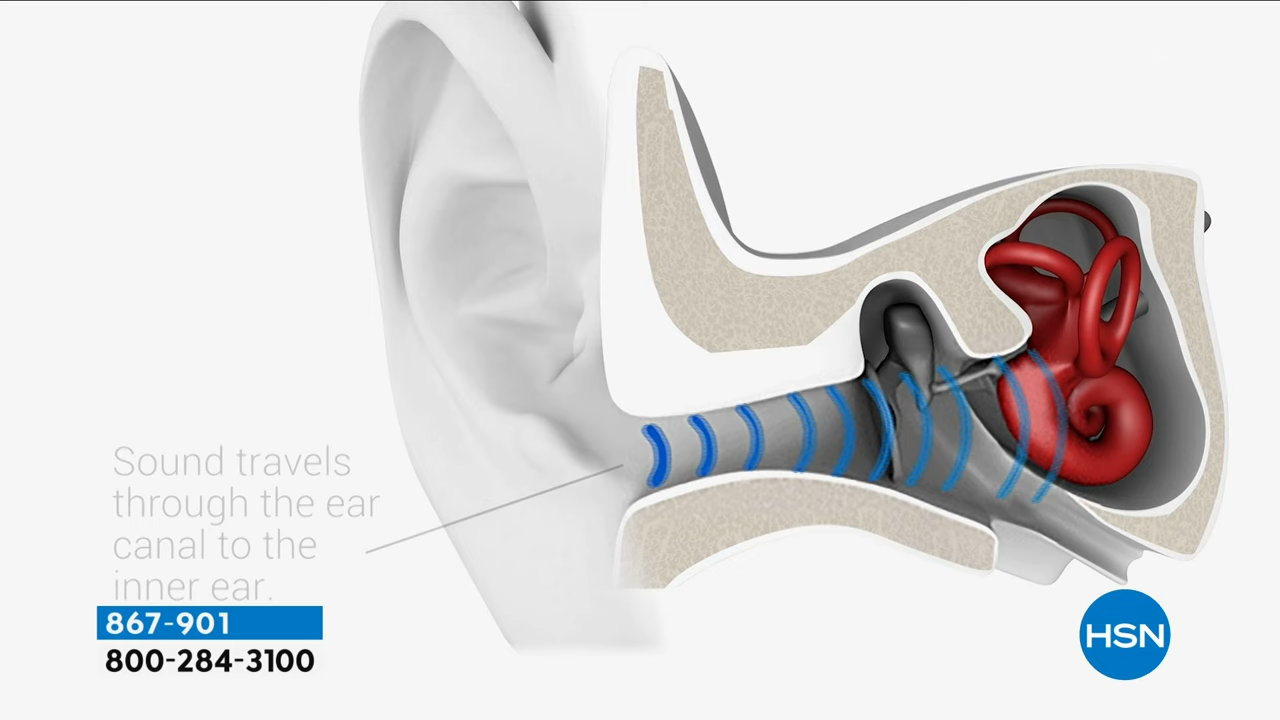 Sound travels
through the ear
canal to the
inner ear.
867-901
800-284-3100
HSN